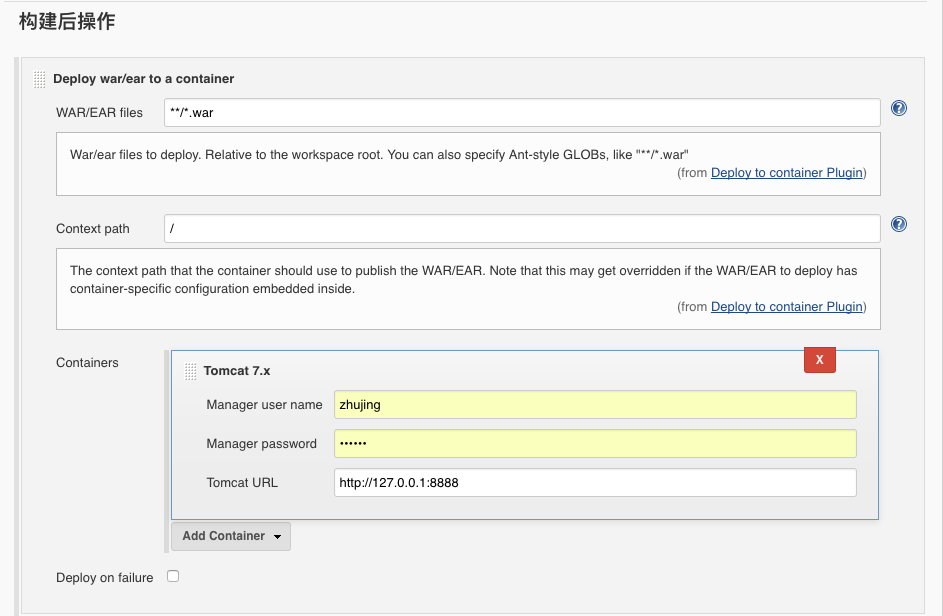 构建后操作
Deploy war/ear to a container
WAR/EAR files
**/*.war
War/ear files to deploy. Relative to the workspace root. You can also specify Ant-style GLOBs, like "**/*.war"
(from Deploy to container Plugin)
Context path
/
The context path that the container should use to publish the WAR/EAR. Note that this may get overridden if the WAR/EAR to deploy has
container-specific configuration embedded inside.
(from Deploy to container Plugin)
Containers
X
Tomcat 7.x
Manager user name
zhujing
Manager password
••••••
Tomcat URL
http://127.0.0.1:8888
Add Container
Deploy on failure